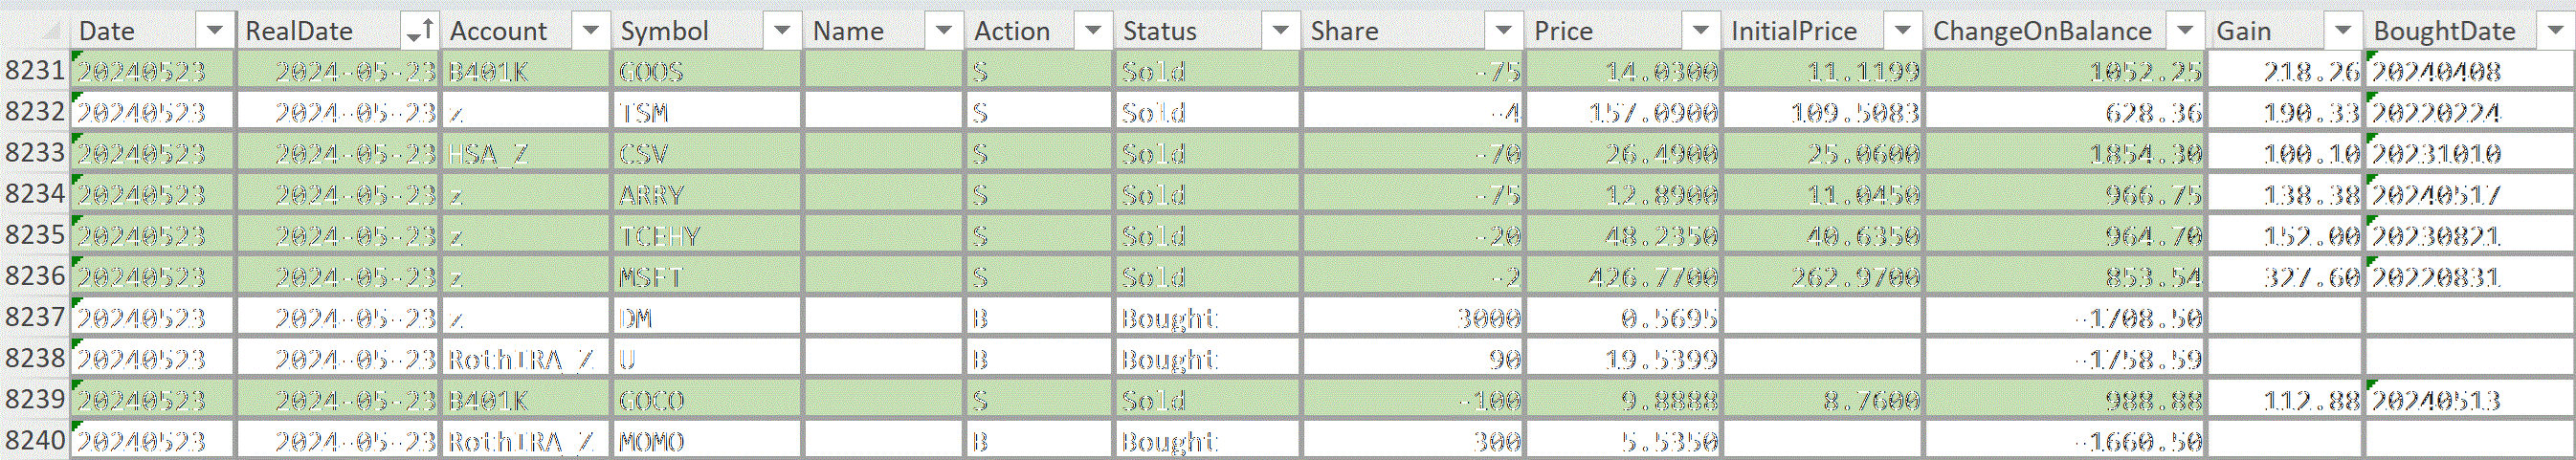 Date RealDate Account Symbol Name Action Status Share Price InitialPrice ChangeOnBalance Gain BoughtDate
8231 20240523 2024-05-23 B401K GOOS S Sold -75 14.0300 11.1199 1052.25 218.26 20240408
8232 20240523 2024-05-23 z TSM S Sold -4 157.0900 109.5083 628.36 190.33 20220224
8233 20240523 2024-05-23 HSA_Z CSV S Sold -70 26.4900 25.0600 1854.30 100.10 20231010
8234 20240523 2024-05-23 z ARRY S Sold -75 12.8900 11.0450 966.75 138.38 20240517
8235 20240523 2024-05-23 z TCEHY S Sold -20 48.2350 40.6350 964.70 152.00 20230821
8236 20240523 2024-05-23 z MSFT S Sold -2 426.7700 262.9700 853.54 327.60 20220831
8237 20240523 2024-05-23 z DM B Bought 3000 0.5695 -1708.50
8238 20240523 2024-05-23 RothIRA_Z U B Bought 90 19.5399 -1758.59
8239 20240523 2024-05-23 B401K GOCO S Sold -100 9.8888 8.7600 988.88 112.88 20240513
8240 20240523 2024-05-23 RothIRA_Z MOMO B Bought 300 5.5350 -1660.50